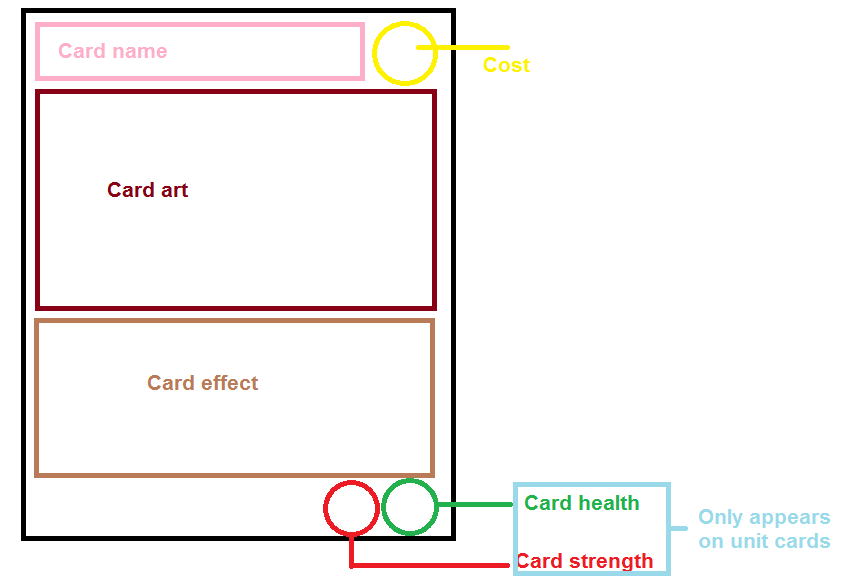 Card name
Cost
Card art
Card effect
Card health
Only appears
on unit cards
Card strength